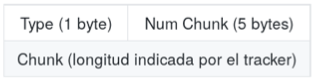 Type (1 byte) Num Chunk (5 bytes)
Chunk (longitud indicada por el tracker)